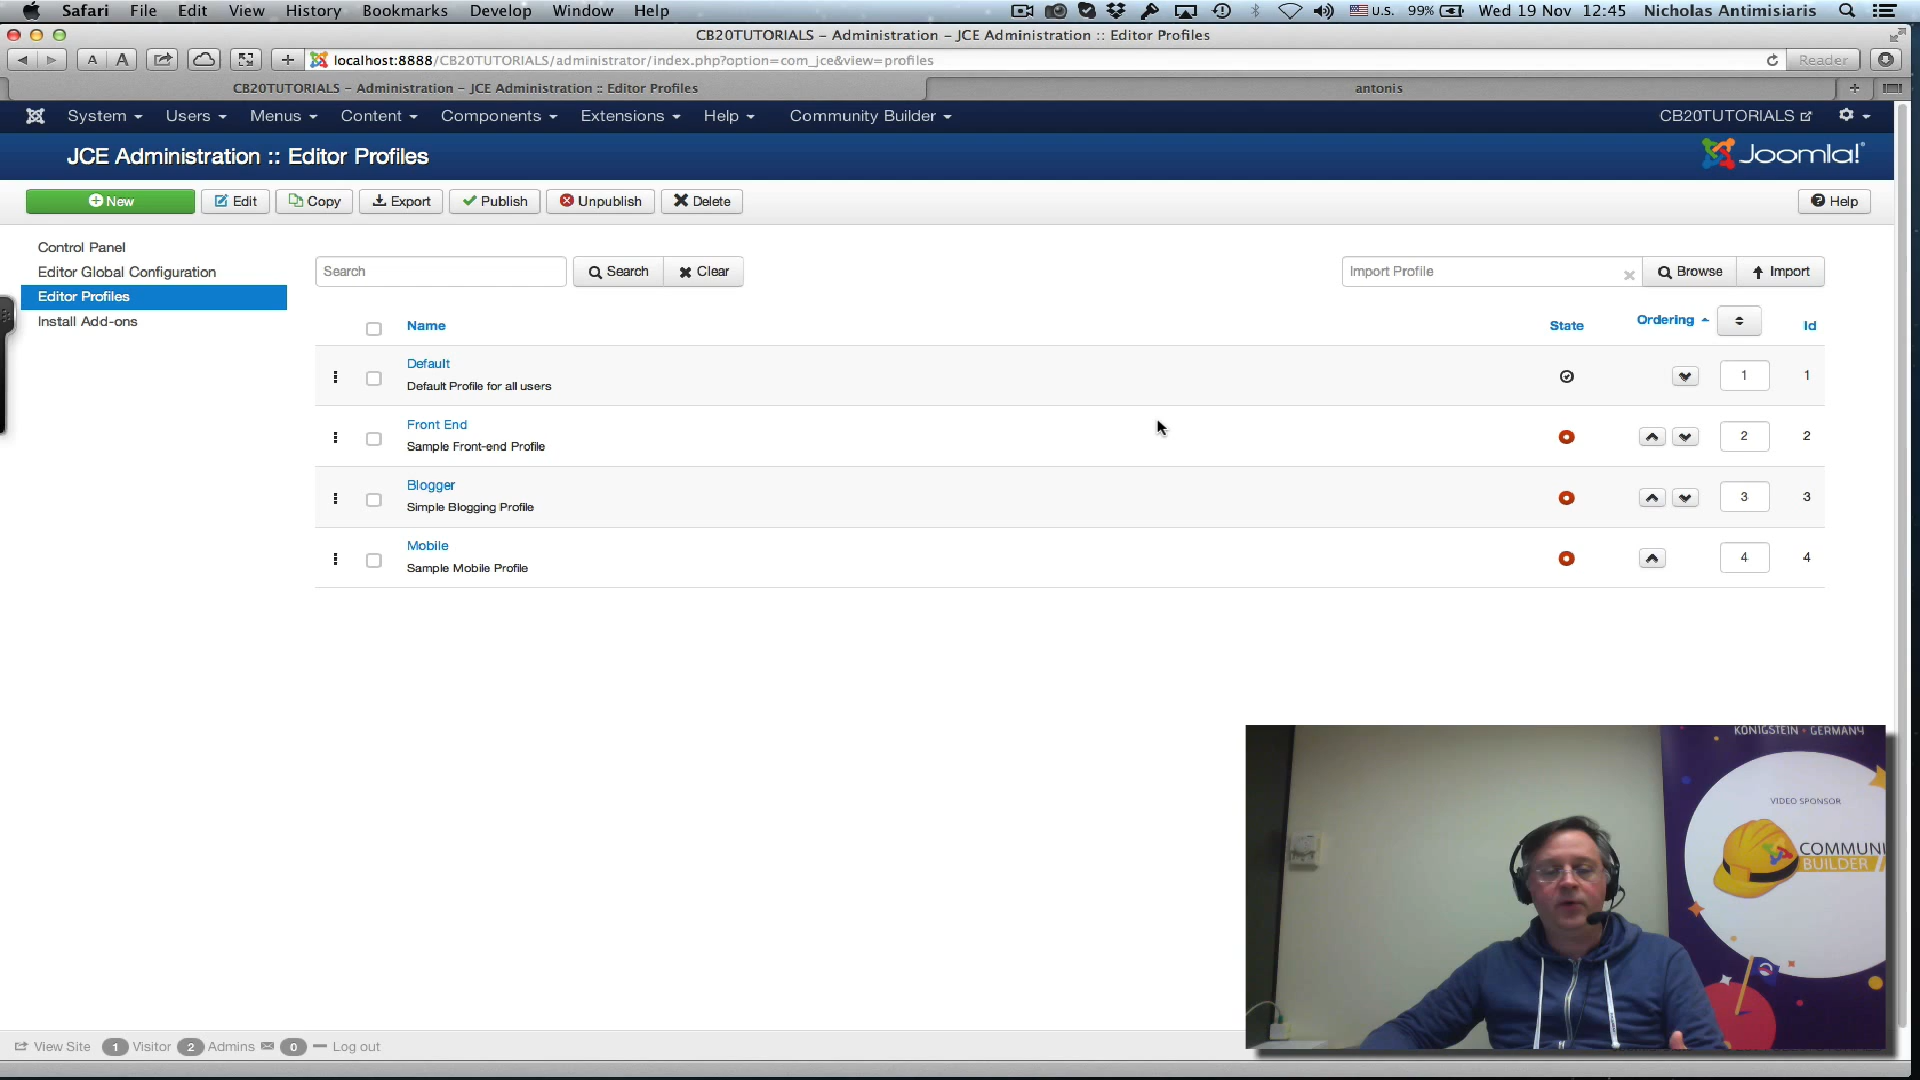 Safari File Edit View History Bookmarks Develop Window Help U.S. 99% Wed 19 Nov 12:45 Nicholas Antimisiaris
CB20TUTORIALS - Administration - JCE Administration :: Editor Profiles
A A localhost:8888/CB20TUTORIALS/administrator/index.php?option=com_jce&view=profiles Reader
CB20TUTORIALS - Administration - JCE Administration :: Editor Profiles antonis
System Users Menus Content Components Extensions Help Community Builder CB20TUTORIALS
JCE Administration :: Editor Profiles Joomla!
New Edit Copy Export Publish Unpublish Delete Help
Control Panel
Editor Global Configuration
Editor Profiles
Install Add-ons
Search Search Clear Import Profile Browse Import
Name State Ordering Id
Default
Default Profile for all users 1 1
Front End
Sample Front-end Profile 2 2
Blogger
Simple Blogging Profile 3 3
Mobile
Sample Mobile Profile 4 4
KÖNIGSTEIN • GERMANY
VIDEO SPONSOR
COMMUNI
BUILDER
View Site 1 Visitor 2 Admins 0 Log out